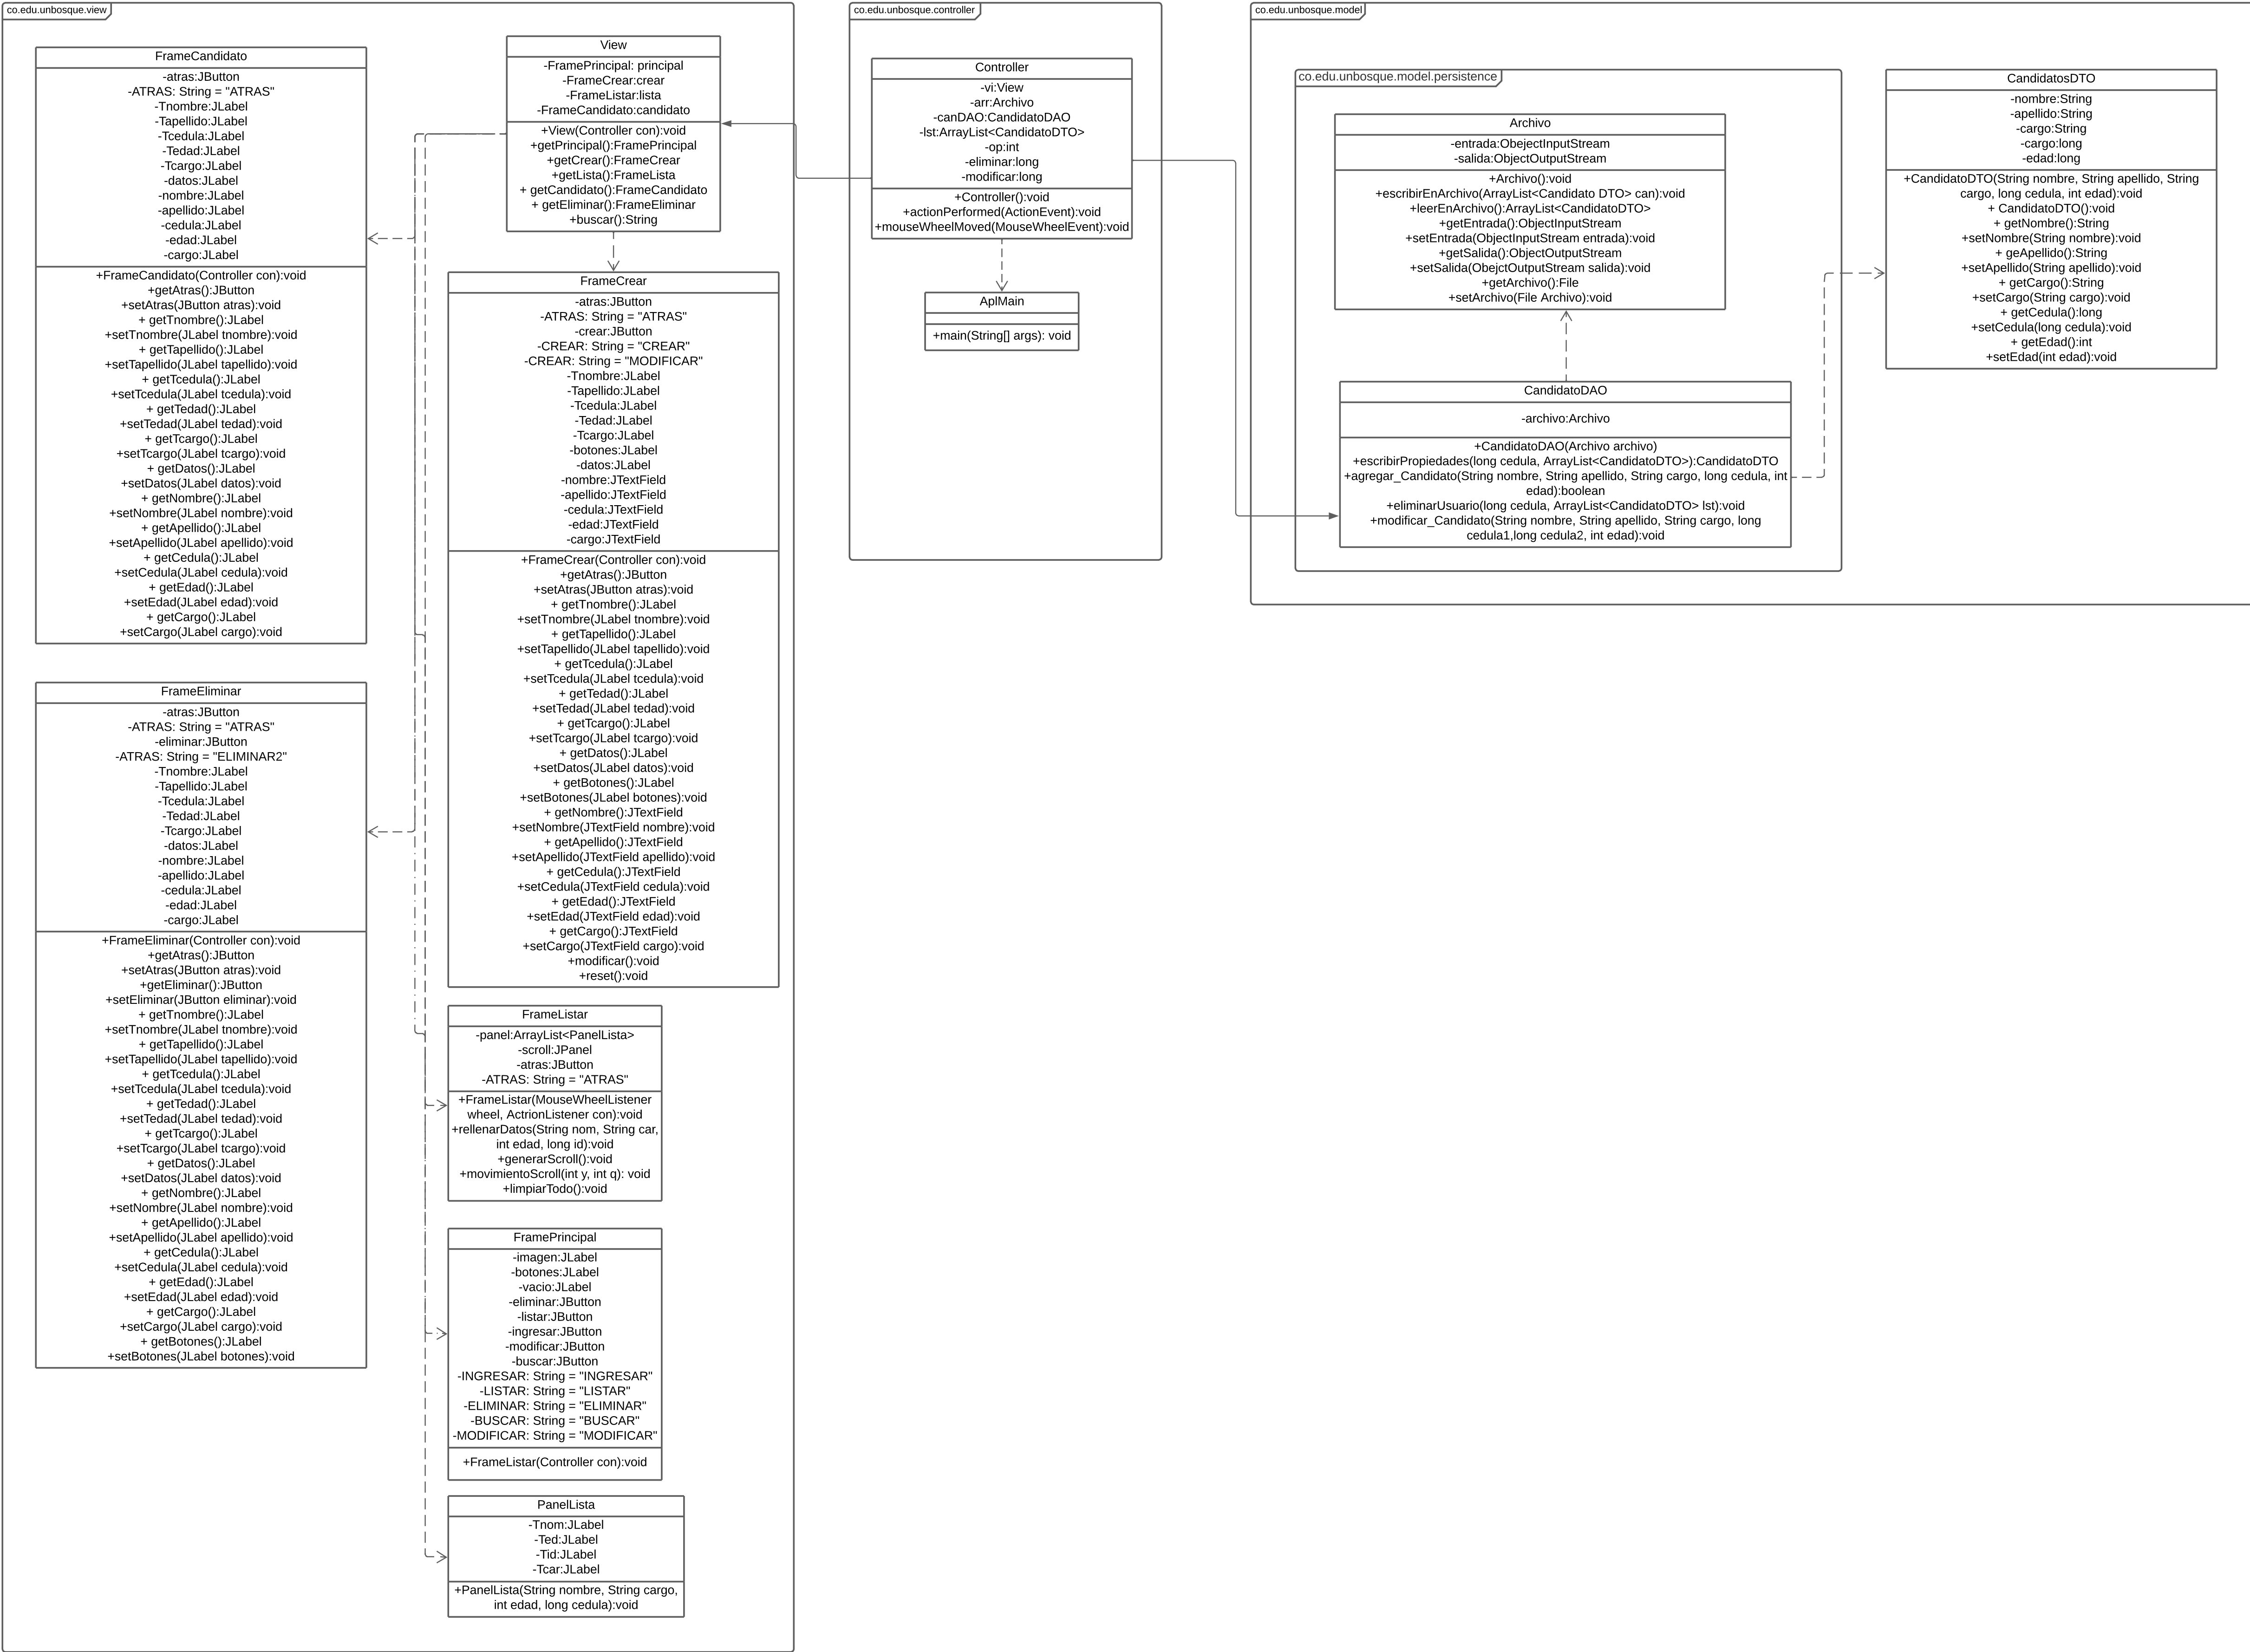 co.edu.unbosque.view
FrameCandidato
-atras:JButton
-ATRAS: String = "ATRAS"
-Tnombre:JLabel
-Tapellido:JLabel
-Tcedula:JLabel
-Tedad:JLabel
-Tcargo:JLabel
-datos:JLabel
-nombre:JLabel
-apellido:JLabel
-cedula:JLabel
-edad:JLabel
-cargo:JLabel
+FrameCandidato(Controller con):void
+getAtras():JButton
+setAtras(JButton atras):void
+ getTnombre():JLabel
+setTnombre(JLabel tnombre):void
+ getTapellido():JLabel
+setTapellido(JLabel tapellido):void
+ getTcedula():JLabel
+setTcedula(JLabel tcedula):void
+ getTedad():JLabel
+setTedad(JLabel tedad):void
+ getTcargo():JLabel
+setTcargo(JLabel tcargo):void
+ getDatos():JLabel
+setDatos(JLabel datos):void
+ getNombre():JLabel
+setNombre(JLabel nombre):void
+ getApellido():JLabel
+setApellido(JLabel apellido):void
+ getCedula():JLabel
+setCedula(JLabel cedula):void
+ getEdad():JLabel
+setEdad(JLabel edad):void
+ getCargo():JLabel
+setCargo(JLabel cargo):void
FrameEliminar
-atras:JButton
-ATRAS: String = "ATRAS"
-eliminar:JButton
-ATRAS: String = "ELIMINAR2"
-Tnombre:JLabel
-Tapellido:JLabel
-Tcedula:JLabel
-Tedad:JLabel
-Tcargo:JLabel
-datos:JLabel
-nombre:JLabel
-apellido:JLabel
-cedula:JLabel
-edad:JLabel
-cargo:JLabel
+FrameEliminar(Controller con):void
+getAtras():JButton
+setAtras(JButton atras):void
+getEliminar():JButton
+setEliminar(JButton eliminar):void
+ getTnombre():JLabel
+setTnombre(JLabel tnombre):void
+ getTapellido():JLabel
+setTapellido(JLabel tapellido):void
+ getTcedula():JLabel
+setTcedula(JLabel tcedula):void
+ getTedad():JLabel
+setTedad(JLabel tedad):void
+ getTcargo():JLabel
+setTcargo(JLabel tcargo):void
+ getDatos():JLabel
+setDatos(JLabel datos):void
+ getNombre():JLabel
+setNombre(JLabel nombre):void
+ getApellido():JLabel
+setApellido(JLabel apellido):void
+ getCedula():JLabel
+setCedula(JLabel cedula):void
+ getEdad():JLabel
+setEdad(JLabel edad):void
+ getCargo():JLabel
+setCargo(JLabel cargo):void
+ getBotones():JLabel
+setBotones(JLabel botones):void
View
-FramePrincipal: principal
-FrameCrear:crear
-FrameListar:lista
-FrameCandidato:candidato
+View(Controller con):void
+getPrincipal():FramePrincipal
+getCrear():FrameCrear
+getLista():FrameLista
+ getCandidato():FrameCandidato
+ getEliminar():FrameEliminar
+buscar():String
FrameCrear
-atras:JButton
-ATRAS: String = "ATRAS"
-crear:JButton
-CREAR: String = "CREAR"
-CREAR: String = "MODIFICAR"
-Tnombre:JLabel
-Tapellido:JLabel
-Tcedula:JLabel
-Tedad:JLabel
-Tcargo:JLabel
-botones:JLabel
-datos:JLabel
-nombre:JTextField
-apellido:JTextField
-cedula:JTextField
-edad:JTextField
-cargo:JTextField
+FrameCrear(Controller con):void
+getAtras():JButton
+setAtras(JButton atras):void
+ getTnombre():JLabel
+setTnombre(JLabel tnombre):void
+ getTapellido():JLabel
+setTapellido(JLabel tapellido):void
+ getTcedula():JLabel
+setTcedula(JLabel tcedula):void
+ getTedad():JLabel
+setTedad(JLabel tedad):void
+ getTcargo():JLabel
+setTcargo(JLabel tcargo):void
+ getDatos():JLabel
+setDatos(JLabel datos):void
+ getBotones():JLabel
+setBotones(JLabel botones):void
+ getNombre():JTextField
+setNombre(JTextField nombre):void
+ getApellido():JTextField
+setApellido(JTextField apellido):void
+ getCedula():JTextField
+setCedula(JTextField cedula):void
+ getEdad():JTextField
+setEdad(JTextField edad):void
+ getCargo():JTextField
+setCargo(JTextField cargo):void
+modificar():void
+reset():void
FrameListar
-panel:ArrayList<PanelLista>
-scroll:JPanel
-atras:JButton
-ATRAS: String = "ATRAS"
+FrameListar(MouseWheelListener
wheel, ActrionListener con):void
+rellenarDatos(String nom, String car,
int edad, long id):void
+generarScroll():void
+movimientoScroll(int y, int q): void
+limpiarTodo():void
FramePrincipal
-imagen:JLabel
-botones:JLabel
-vacio:JLabel
-eliminar:JButton
-listar:JButton
-ingresar:JButton
-modificar:JButton
-buscar:JButton
-INGRESAR: String = "INGRESAR"
-LISTAR: String = "LISTAR"
-ELIMINAR: String = "ELIMINAR"
-BUSCAR: String = "BUSCAR"
-MODIFICAR: String = "MODIFICAR"
+FrameListar(Controller con):void
PanelLista
-Tnom:JLabel
-Ted:JLabel
-Tid:JLabel
-Tcar:JLabel
+PanelLista(String nombre, String cargo,
int edad, long cedula):void
co.edu.unbosque.controller
Controller
-vi:View
-arr:Archivo
-canDAO:CandidatoDAO
-lst:ArrayList<CandidatoDTO>
-op:int
-eliminar:long
-modificar:long
+Controller():void
+actionPerformed(ActionEvent):void
+mouseWheelMoved(MouseWheelEvent):void
AplMain
+main(String[] args): void
co.edu.unbosque.model
co.edu.unbosque.model.persistence
Archivo
-entrada:ObejectInputStream
-salida:ObjectOutputStream
+Archivo():void
+escribirEnArchivo(ArrayList<Candidato DTO> can):void
+leerEnArchivo():ArrayList<CandidatoDTO>
+getEntrada():ObjectInputStream
+setEntrada(ObjectInputStream entrada):void
+getSalida():ObjectOutputStream
+setSalida(ObejctOutputStream salida):void
+getArchivo():File
+setArchivo(File Archivo):void
CandidatoDAO
-archivo:Archivo
+CandidatoDAO(Archivo archivo)
+escribirPropiedades(long cedula, ArrayList<CandidatoDTO>):CandidatoDTO
+agregar_Candidato(String nombre, String apellido, String cargo, long cedula, int
edad):boolean
+eliminarUsuario(long cedula, ArrayList<CandidatoDTO> lst):void
+modificar_Candidato(String nombre, String apellido, String cargo, long
cedula1,long cedula2, int edad):void
CandidatosDTO
-nombre:String
-apellido:String
-cargo:String
-cargo:long
-edad:long
+CandidatoDTO(String nombre, String apellido, String
cargo, long cedula, int edad):void
+ CandidatoDTO():void
+ getNombre():String
+setNombre(String nombre):void
+ geApellido():String
+setApellido(String apellido):void
+ getCargo():String
+setCargo(String cargo):void
+ getCedula():long
+setCedula(long cedula):void
+ getEdad():int
+setEdad(int edad):void